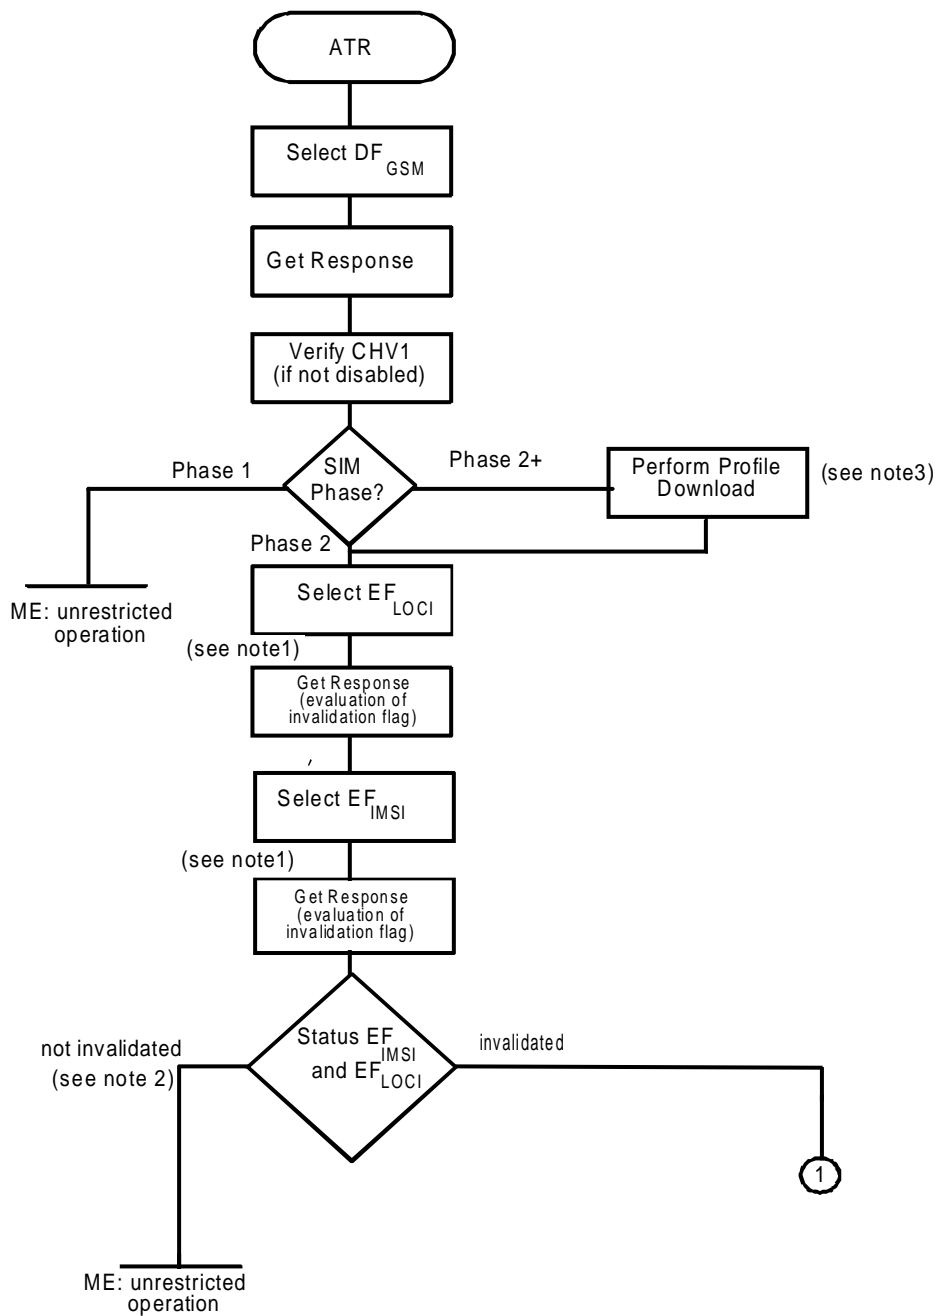 ATR
Select DF GSM
Get Response
Verify CHV1
(if not disabled)
Phase 1
SIM
Phase?
Phase 2+
Perform Profile
Download
(see note3)
Phase 2
Select EF LOCI
ME: unrestricted
operation
(see note1)
Get Response
(evaluation of
invalidation flag)
,
Select EF IMSI
(see note1)
Get Response
(evaluation of
invalidation flag)
not invalidated
(see note 2)
Status EF IMSI
and EF LOCI
invalidated
1
ME: unrestricted
operation